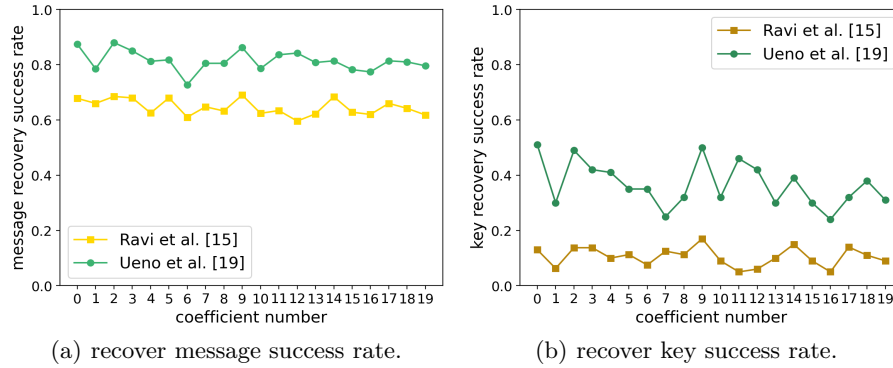 message recovery success rate
1.0
0.8
0.6
0.4
0.2
0.0
Ravi et al. [15]
Ueno et al. [19]
0 1 2 3 4 5 6 7 8 9 10 11 12 13 14 15 16 17 18 19
coefficient number
(a) recover message success rate.
key recovery success rate
1.0
0.8
0.6
0.4
0.2
0.0
Ravi et al. [15]
Ueno et al. [19]
0 1 2 3 4 5 6 7 8 9 10 11 12 13 14 15 16 17 18 19
coefficient number
(b) recover key success rate.